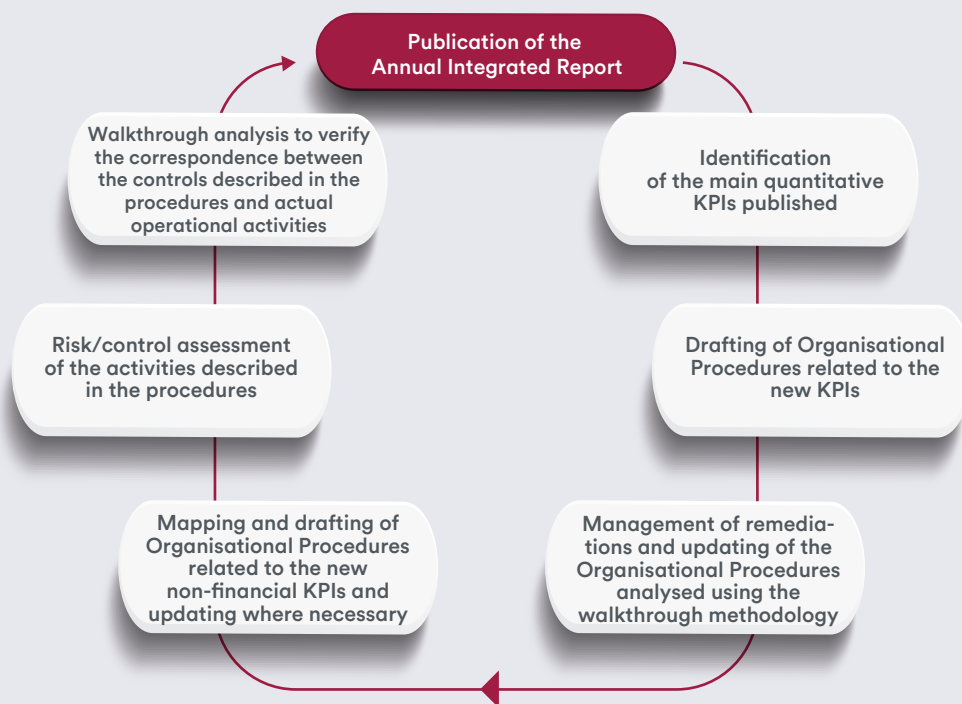 Publication of the
Annual Integrated Report
Walkthrough analysis to verify
the correspondence between
the controls described in the
procedures and actual
operational activities
Identification
of the main quantitative
KPIs published
Risk/control assessment
of the activities described
in the procedures
Drafting of Organisational
Procedures related to the
new KPIs
Mapping and drafting of
Organisational Procedures
related to the new
non-financial KPIs and
updating where necessary
Management of remedia-
tions and updating of the
Organisational Procedures
analysed using the
walkthrough methodology